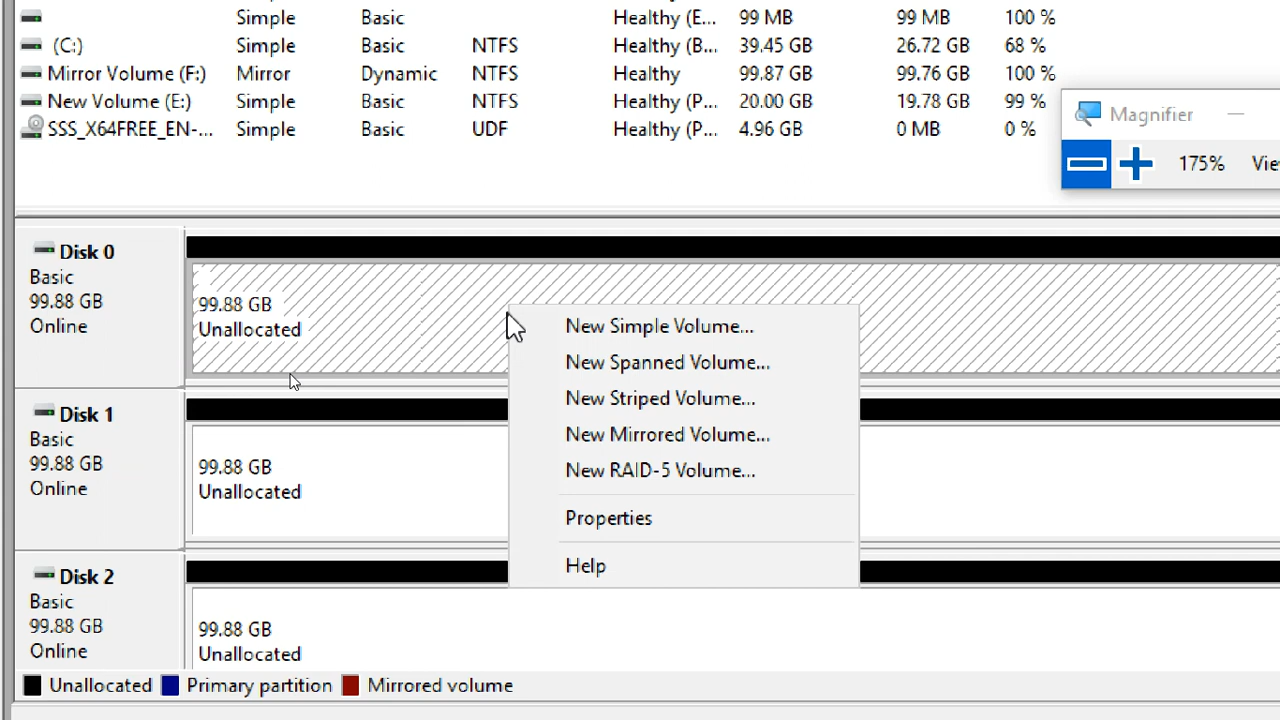 Simple Basic Healthy (E... 99 MB 99 MB 100 %
(C:) Simple Basic NTFS Healthy (B... 39.45 GB 26.72 GB 68 %
Mirror Volume (F:) Mirror Dynamic NTFS Healthy 99.87 GB 99.76 GB 100 %
New Volume (E:) Simple Basic NTFS Healthy (P... 20.00 GB 19.78 GB 99 %
SSS_X64FREE_EN-... Simple Basic UDF Healthy (P... 4.96 GB 0 MB 0 %
Magnifier
175% Vie
Disk 0
Basic
99.88 GB
Online
99.88 GB
Unallocated
New Simple Volume...
New Spanned Volume...
New Striped Volume...
New Mirrored Volume...
New RAID-5 Volume...
Properties
Help
Disk 1
Basic
99.88 GB
Online
99.88 GB
Unallocated
Disk 2
Basic
99.88 GB
Online
99.88 GB
Unallocated
Unallocated Primary partition Mirrored volume